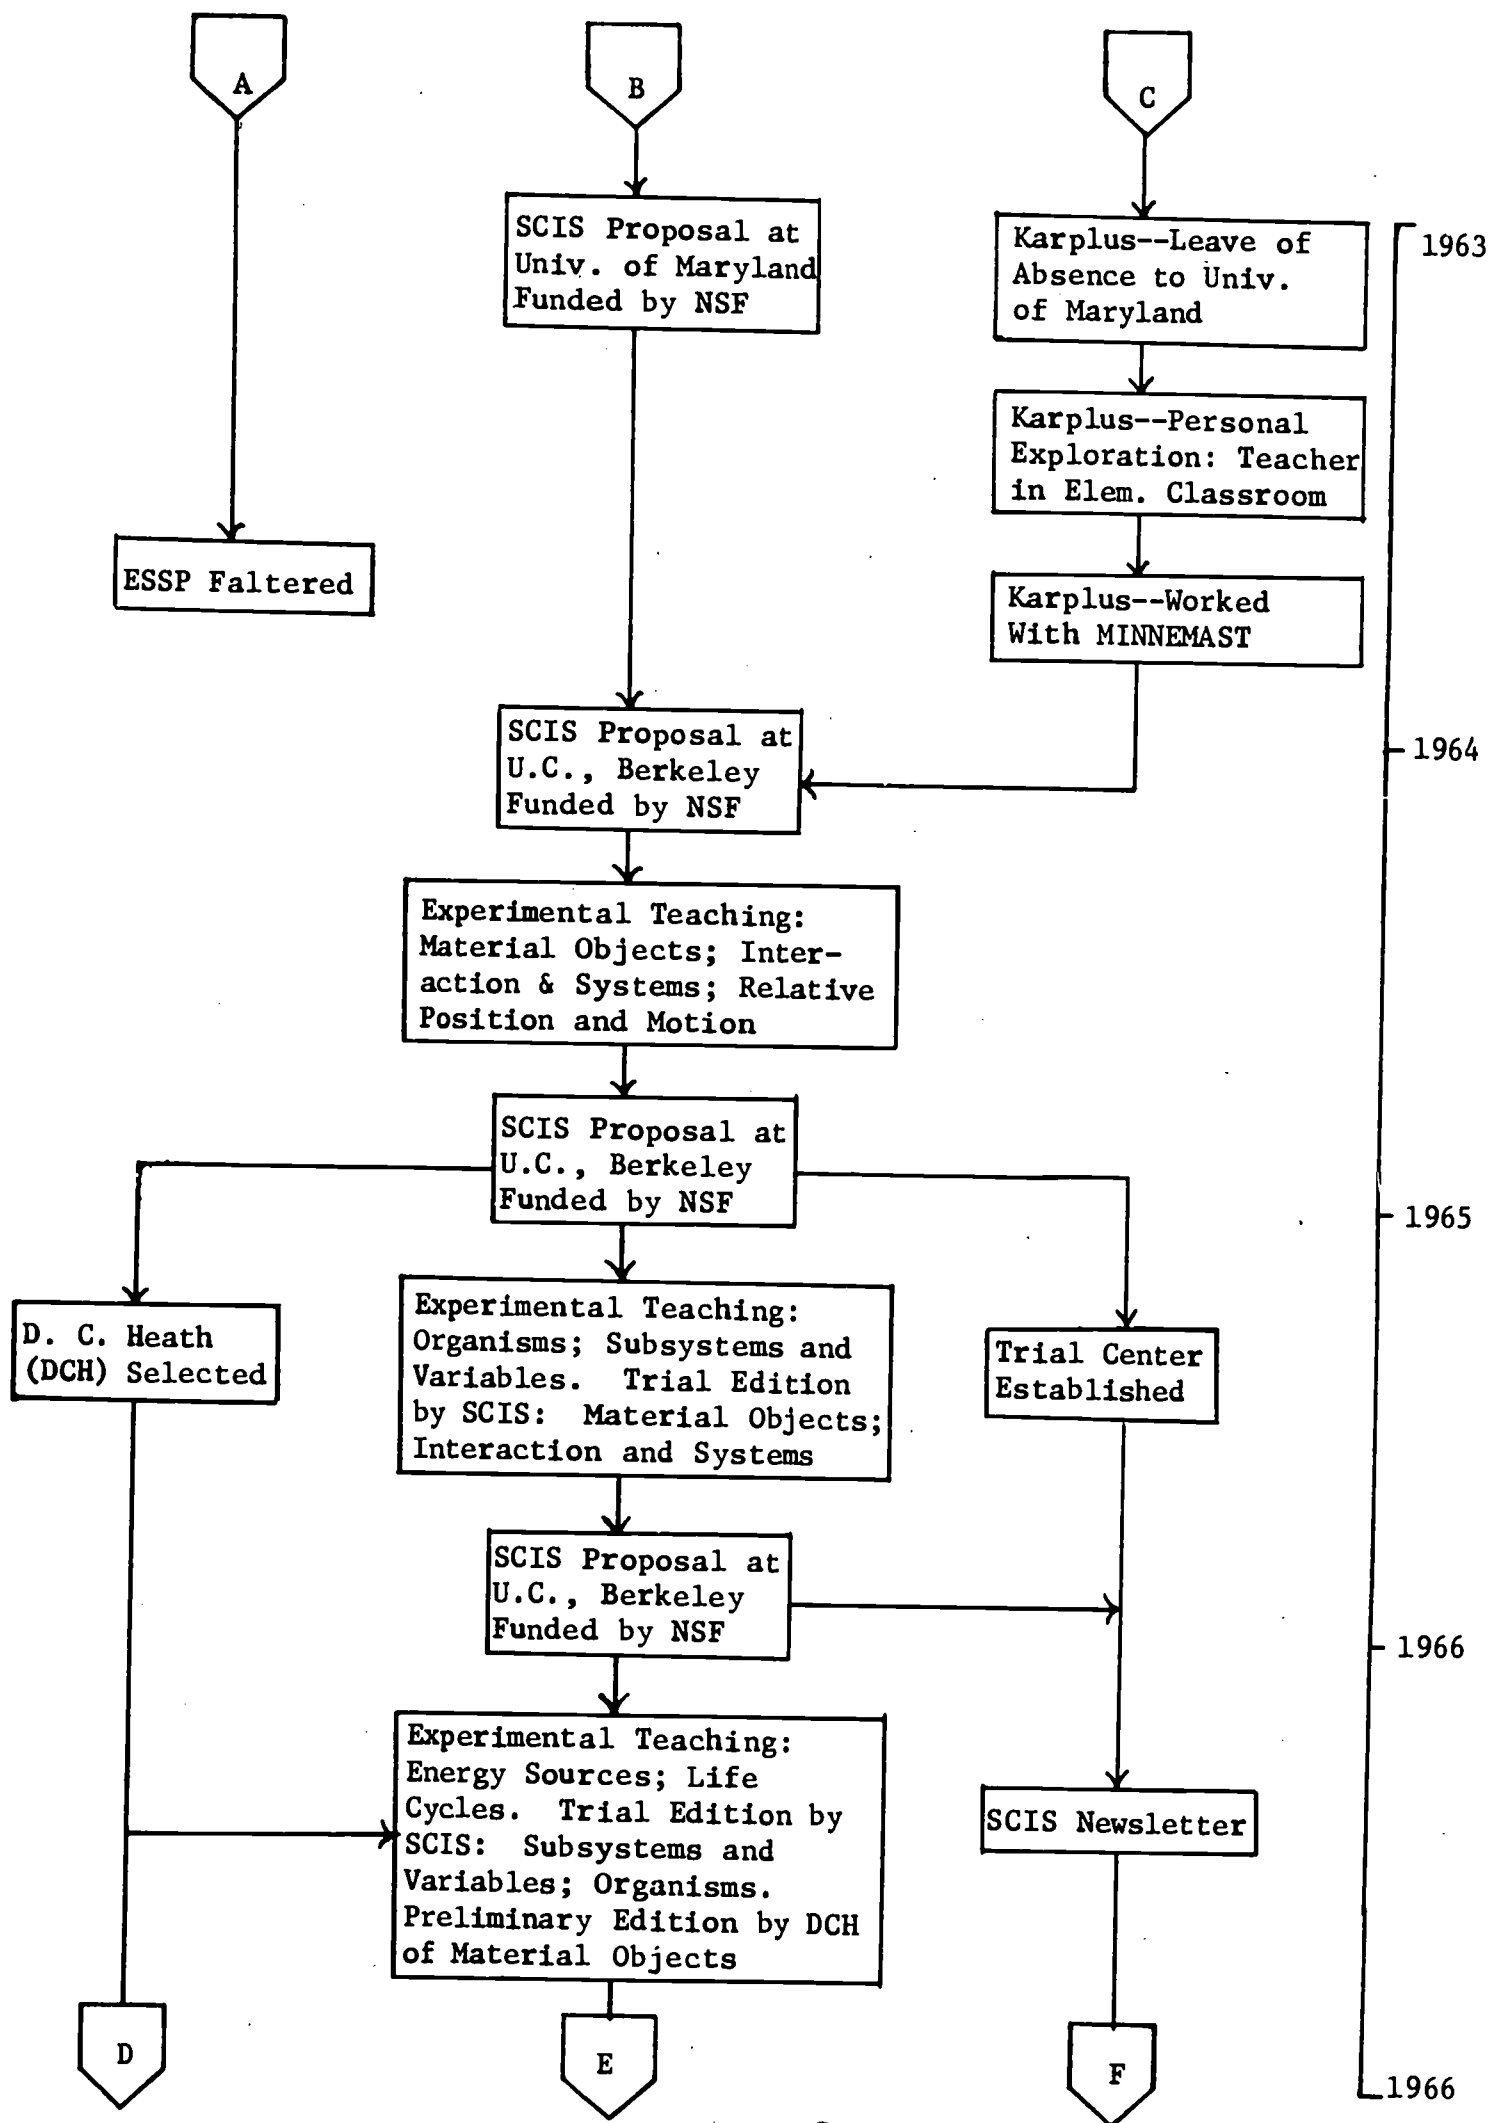 A
B
C
SCIS Proposal at
Univ. of Maryland
Funded by NSF
Karplus--Leave of
Absence to Univ.
of Maryland
1963
Karplus--Personal
Exploration: Teacher
in Elem. Classroom
ESSP Faltered
Karplus--Worked
With MINNEMAST
SCIS Proposal at
U.C., Berkeley
Funded by NSF
1964
Experimental Teaching:
Material Objects; Inter-
action & Systems; Relative
Position and Motion
SCIS Proposal at
U.C., Berkeley
Funded by NSF
1965
D. C. Heath
(DCH) Selected
Experimental Teaching:
Organisms; Subsystems and
Variables. Trial Edition
by SCIS: Material Objects;
Interaction and Systems
Trial Center
Established
SCIS Proposal at
U.C., Berkeley
Funded by NSF
1966
Experimental Teaching:
Energy Sources; Life
Cycles. Trial Edition by
SCIS: Subsystems and
Variables; Organisms.
Preliminary Edition by DCH
of Material Objects
SCIS Newsletter
D
E
F
1966